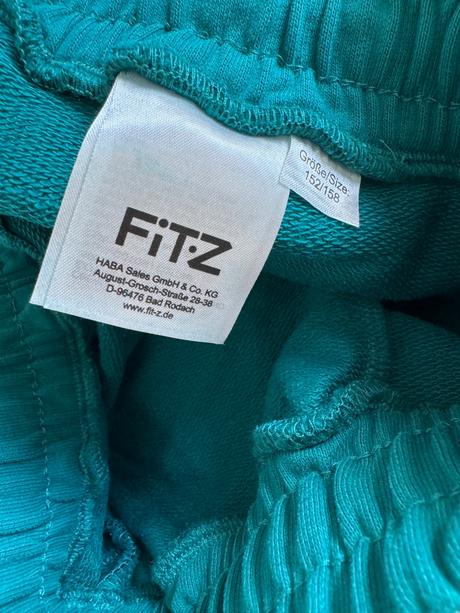 Größe/Size:
152/158
FiT·Z
HABA Sales GmbH & Co. KG
August-Grosch-Straße 28-38
D-96476 Bad Rodach
www.fit-z.de